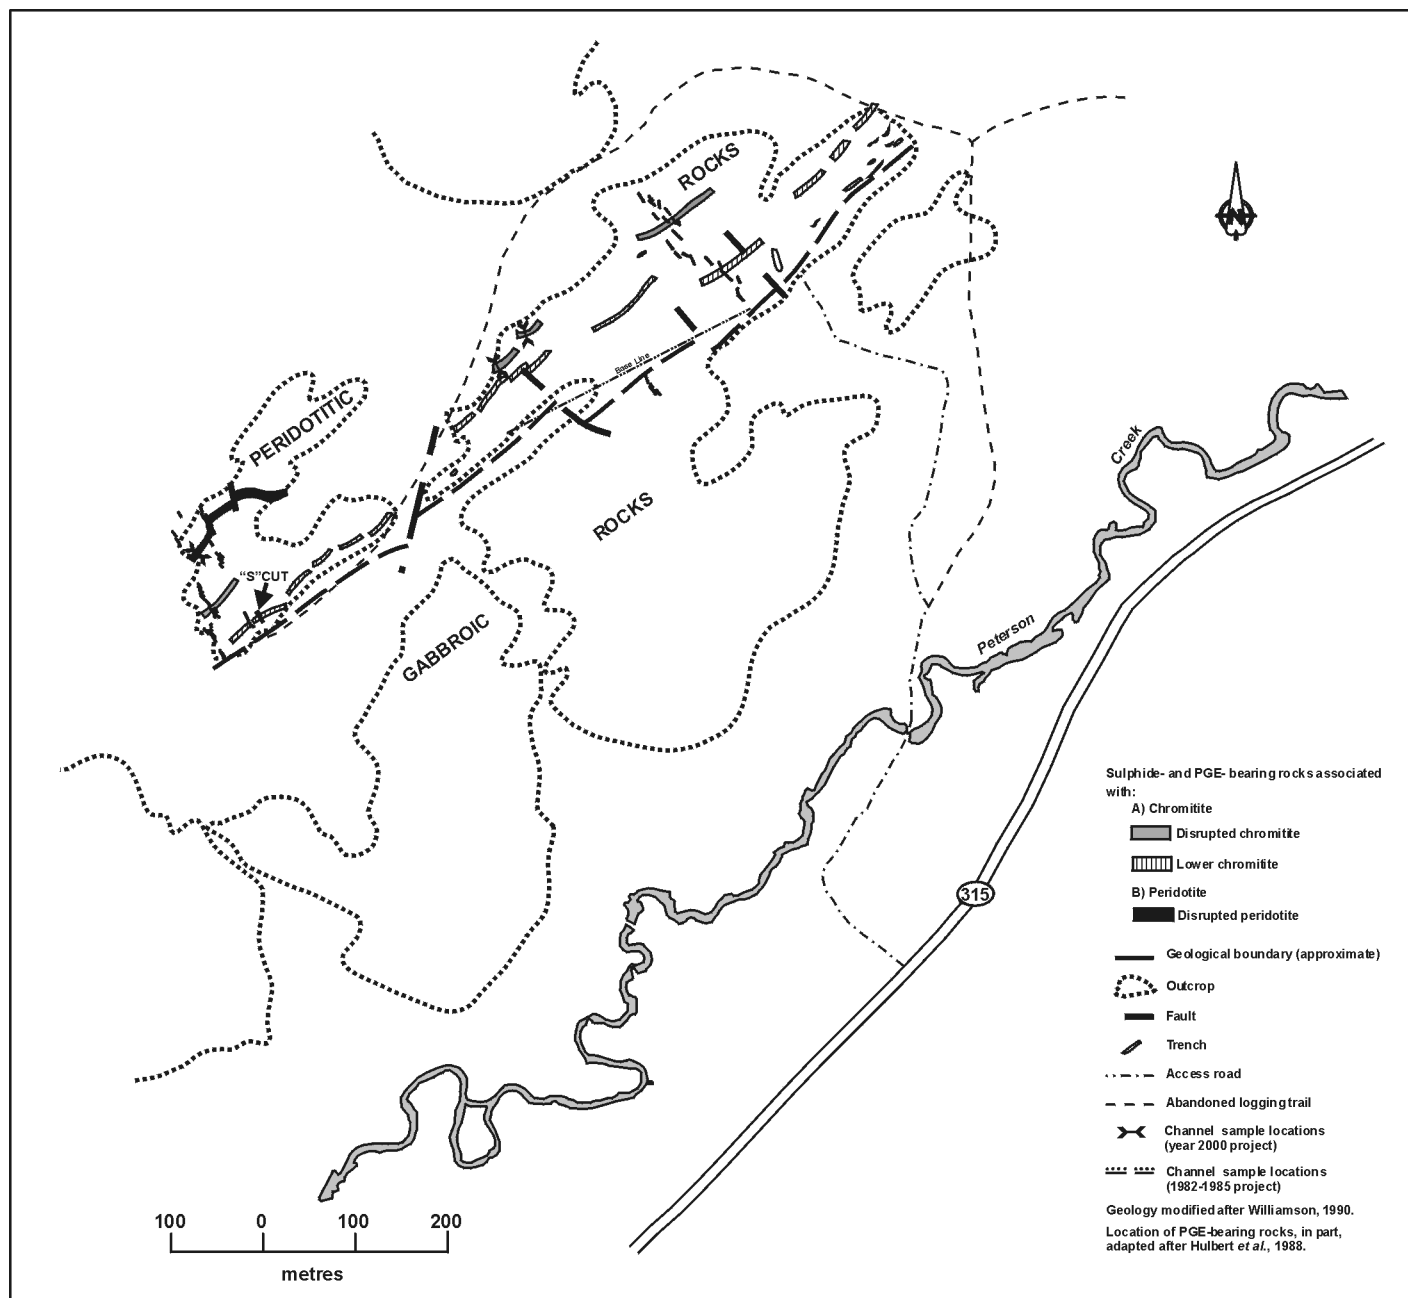 ROCKS
N
Base Line
PERIDOTITIC
Creek
ROCKS
"S"CUT
GABBROIC
Peterson
Sulphide- and PGE- bearing rocks associated
with:
A) Chromitite
Disrupted chromitite
Lower chromitite
B) Peridotite
Disrupted peridotite
315
Geological boundary (approximate)
Outcrop
Fault
Trench
Access road
Abandoned logging trail
Channel sample locations
(year 2000 project)
Channel sample locations
(1982-1985 project)
Geology modified after Williamson, 1990.
Location of PGE-bearing rocks, in part,
adapted after Hulbert et al., 1988.
100 0 100 200
metres